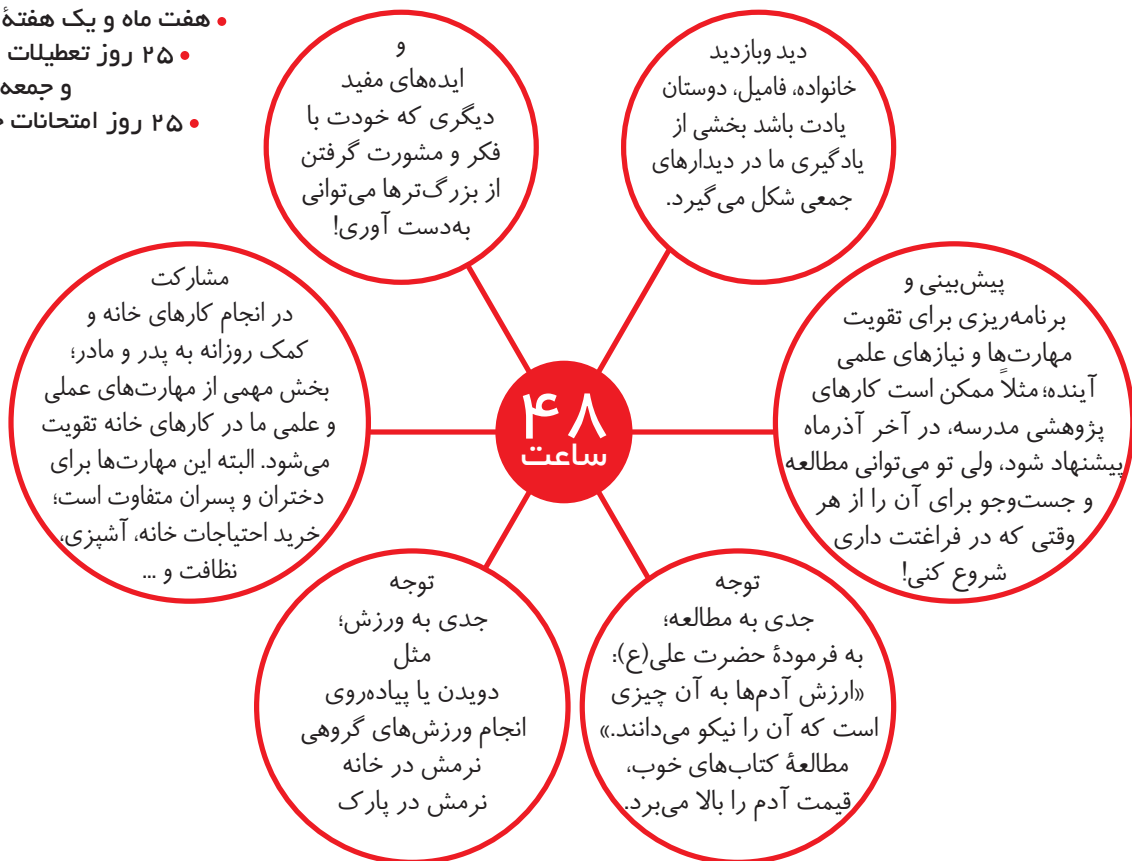 • هفت ماه و یک هفتهٔ
• ۲۵ روز تعطیلات
و جمعه
• ۲۵ روز امتحانات
دید وبازدید
خانواده، فامیل، دوستان
یادت باشد بخشی از
یادگیری ما در دیدارهای
جمعی شکل می‌گیرد.
و
ایده‌های مفید
دیگری که خودت با
فکر و مشورت گرفتن
از بزرگ‌ترها می‌توانی
به‌دست آوری!
پیش‌بینی و
برنامه‌ریزی برای تقویت
مهارت‌ها و نیازهای علمی
آینده؛ مثلاً ممکن است کارهای
پژوهشی مدرسه، در آخر آذرماه
پیشنهاد شود، ولی تو می‌توانی مطالعه
و جست‌وجو برای آن را از هر
وقتی که در فراغتت داری
شروع کنی!
۴۸
ساعت
مشارکت
در انجام کارهای خانه و
کمک روزانه به پدر و مادر؛
بخش مهمی از مهارت‌های عملی
و علمی ما در کارهای خانه تقویت
می‌شود. البته این مهارت‌ها برای
دختران و پسران متفاوت است؛
خرید احتیاجات خانه، آشپزی،
نظافت و ...
توجه
جدی به مطالعه؛
به فرمودهٔ حضرت علی(ع):
«ارزش آدم‌ها به آن چیزی
است که آن را نیکو می‌دانند.»
مطالعهٔ کتاب‌های خوب،
قیمت آدم را بالا می‌برد.
توجه
جدی به ورزش؛
مثل
دویدن یا پیاده‌روی
انجام ورزش‌های گروهی
نرمش در خانه
نرمش در پارک